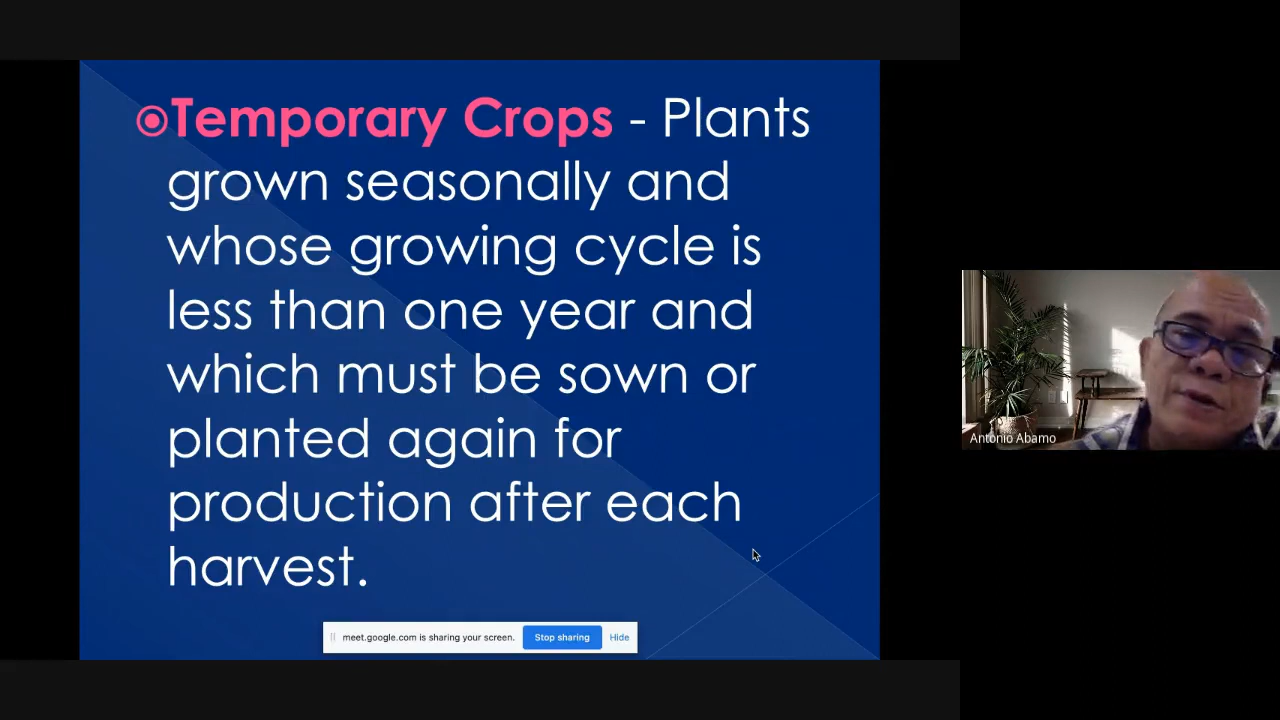 Temporary Crops - Plants
grown seasonally and
whose growing cycle is
less than one year and
which must be sown or
planted again for
production after each
harvest.
meet.google.com is sharing your screen. Stop sharing Hide
Antonio Abamo